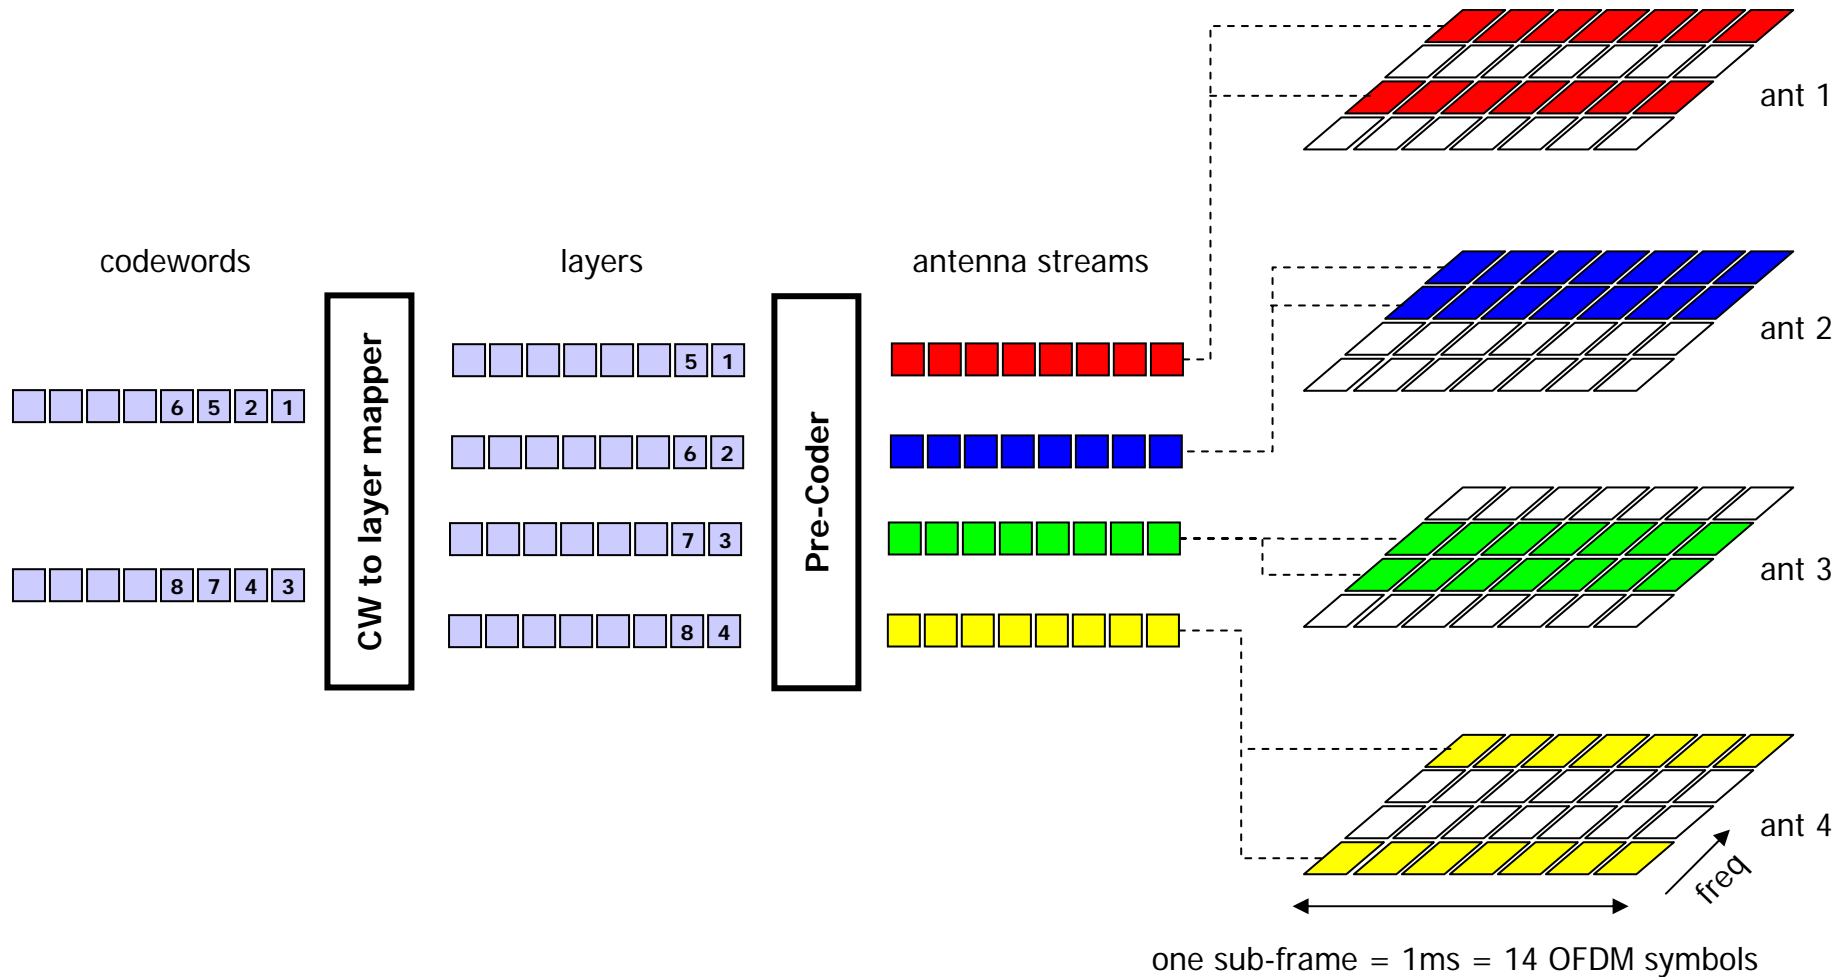 ant 1
codewords
layers
antenna streams
CW to layer mapper
Pre-Coder
5 1
6 5 2 1
6 2
7 3
8 7 4 3
8 4
ant 2
ant 3
ant 4
freq
one sub-frame = 1ms = 14 OFDM symbols